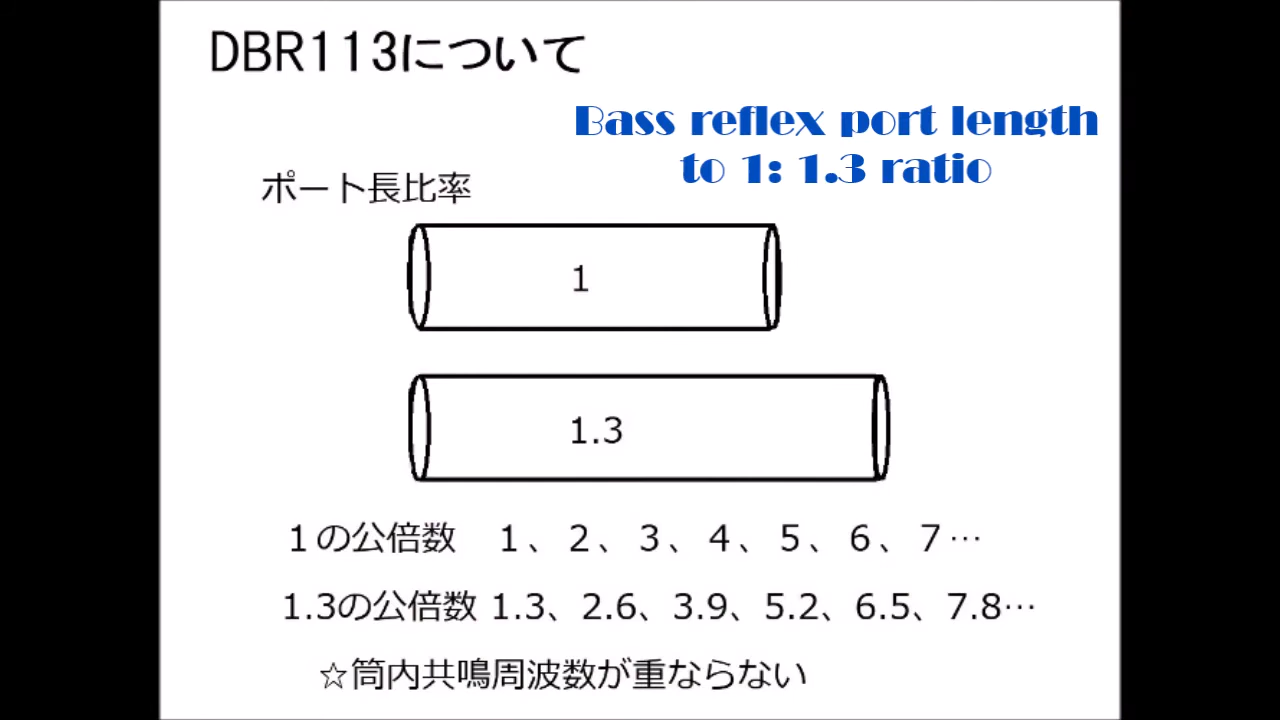 DBR113について
Bass reflex port length
to 1: 1.3 ratio
ポート長比率
1
1.3
１の公倍数　１、２、３、４、５、６、７…
1.3の公倍数 1.3、2.6、3.9、5.2、6.5、7.8…
☆筒内共鳴周波数が重ならない